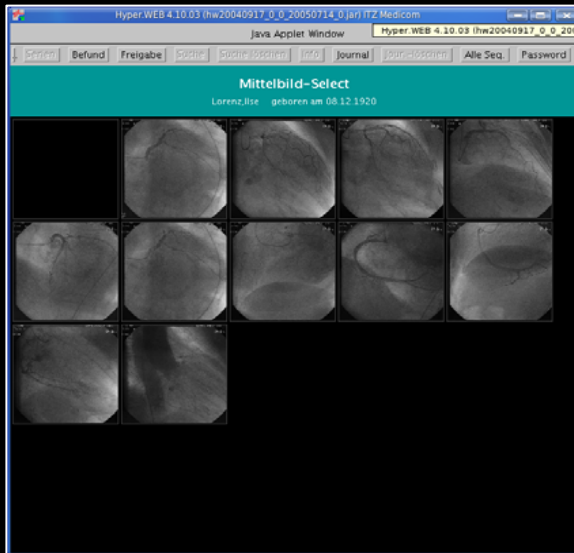 Hyper.WEB 4.10.03 (hw20040917_0_0_20050714_0.jar) ITZ Medicom
Java Applet Window
Hyper.WEB 4.10.03 (hw20040917_0_0_200
Serien Befund Freigabe Suche Suche löschen Info Journal Journ.löschen Alle Seq. Password
Mittelbild-Select
Lorenz,Ilse geboren am 08.12.1920